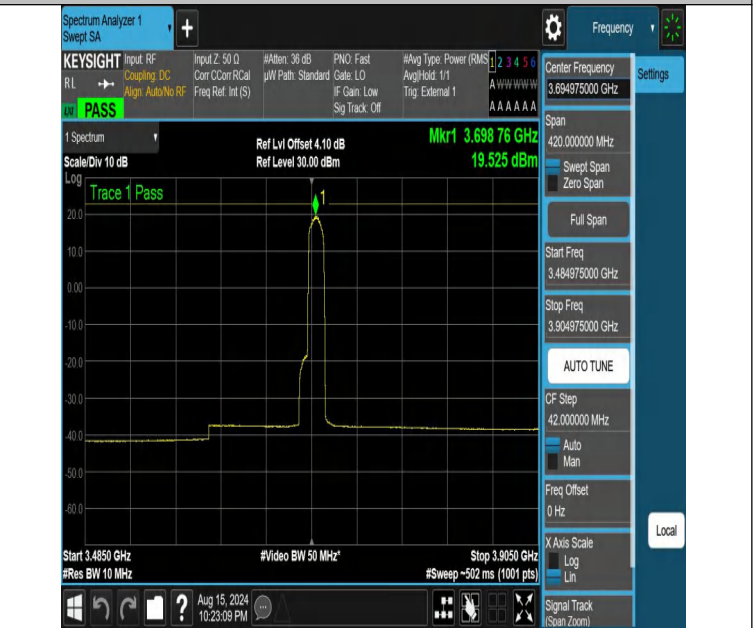 Spectrum Analyzer 1
Swept SA
+
Frequency
KEYSIGHT
RL
PASS
Input: RF
Coupling: DC
Align: Auto/No RF
Input Z: 50 Ω
Corr CCorr RCal
Freq Ref: Int (S)
#Atten: 36 dB
µW Path: Standard
PNO: Fast
Gate: LO
IF Gain: Low
Sig Track: Off
#Avg Type: Power (RMS
Avg|Hold: 1/1
Trig: External 1
1 2 3 4 5 6
A W W W W W
A A A A A A
1 Spectrum
Scale/Div 10 dB
Ref Lvl Offset 4.10 dB
Ref Level 30.00 dBm
Mkr1 3.698 76 GHz
19.525 dBm
Log
Trace 1 Pass
1
20.0
10.0
0.00
-10.0
-20.0
-30.0
-40.0
-50.0
-60.0
Start 3.4850 GHz
#Res BW 10 MHz
#Video BW 50 MHz*
Stop 3.9050 GHz
#Sweep ~502 ms (1001 pts)
?
Aug 15, 2024
10:23:09 PM
Center Frequency
3.694975000 GHz
Span
420.000000 MHz
Swept Span
Zero Span
Full Span
Start Freq
3.484975000 GHz
Stop Freq
3.904975000 GHz
AUTO TUNE
CF Step
42.000000 MHz
Auto
Man
Freq Offset
0 Hz
X Axis Scale
Log
Lin
Signal Track
(Span Zoom)
Settings
Local